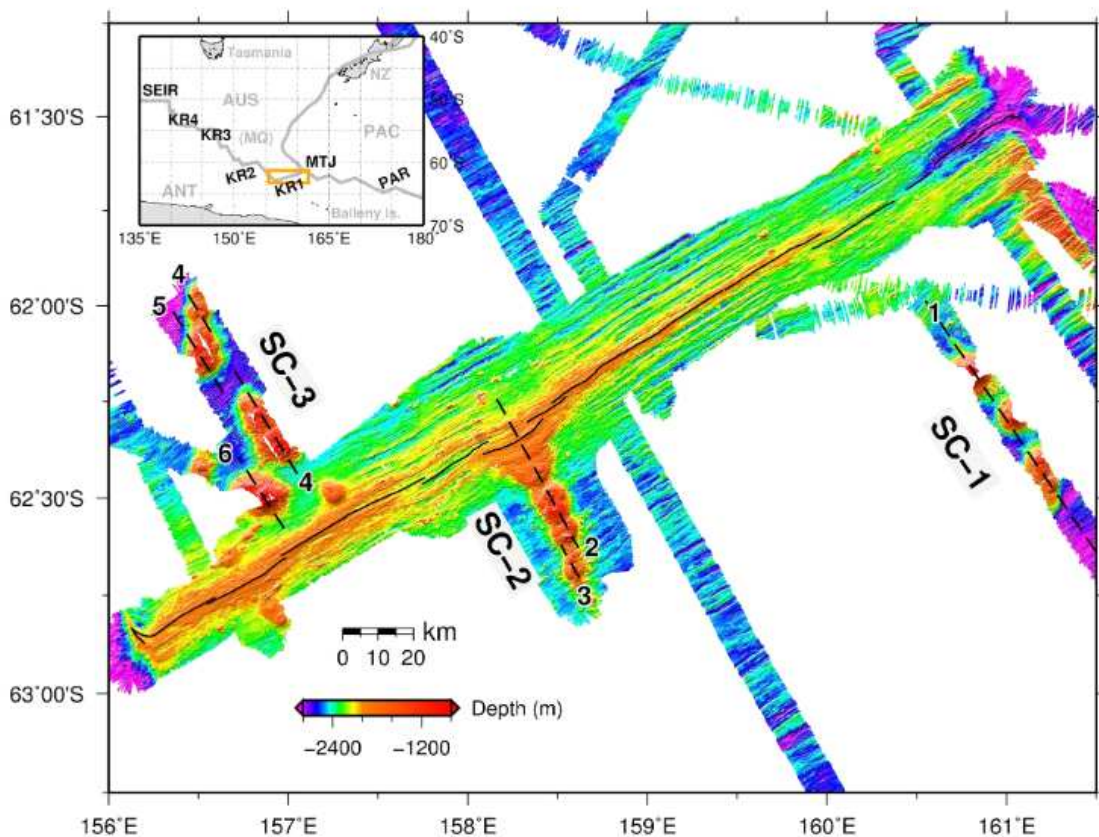 40°S
50°S
60°S
70°S
135°E
150°E
165°E
180°
Tasmania
NZ
SEIR
AUS
KR4
KR3
(MQ)
PAC
MTJ
KR2
KR1
PAR
ANT
Balleny Is.
61°30'S
62°00'S
62°30'S
63°00'S
4
5
SC-3
6
4
1
SC-1
SC-2
2
3
km
0 10 20
Depth (m)
-2400
-1200
156°E
157°E
158°E
159°E
160°E
161°E